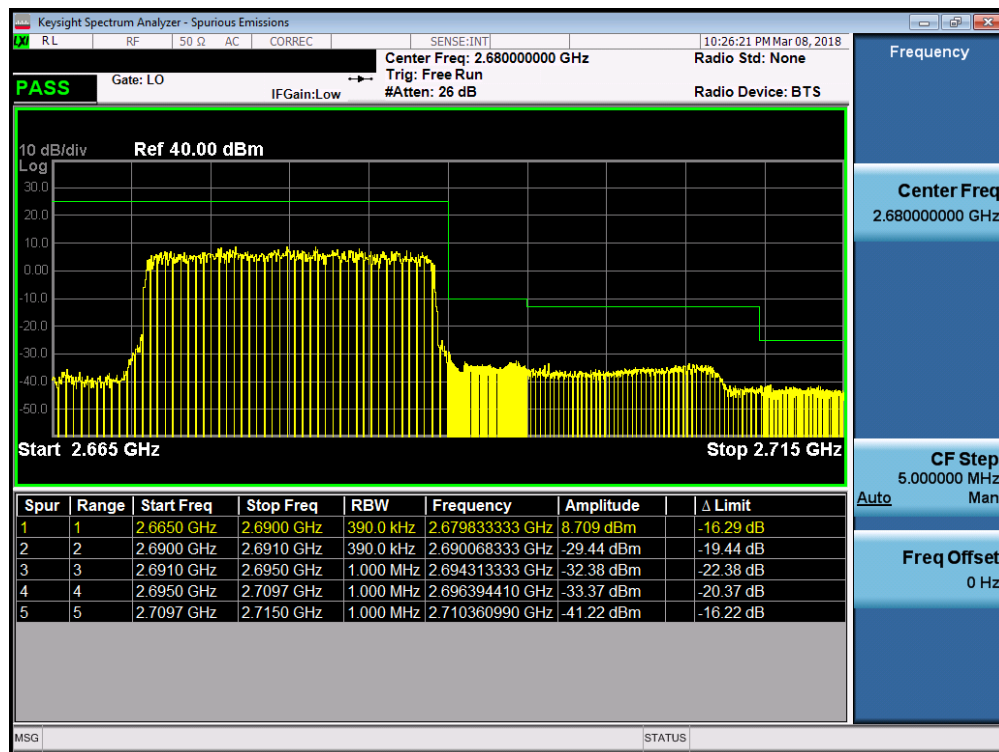 Keysight Spectrum Analyzer - Spurious Emissions
LXI RL RF 50 Ω AC CORREC SENSE:INT 10:26:21 PM Mar 08, 2018
Center Freq: 2.680000000 GHz Radio Std: None
PASS Gate: LO Trig: Free Run
IFGain:Low #Atten: 26 dB Radio Device: BTS
10 dB/div Ref 40.00 dBm
Log
30.0
20.0
10.0
0.00
-10.0
-20.0
-30.0
-40.0
-50.0
Start 2.665 GHz Stop 2.715 GHz
Spur Range Start Freq Stop Freq RBW Frequency Amplitude Δ Limit
1 1 2.6650 GHz 2.6900 GHz 390.0 kHz 2.679833333 GHz 8.709 dBm -16.29 dB
2 2 2.6900 GHz 2.6910 GHz 390.0 kHz 2.690068333 GHz -29.44 dBm -19.44 dB
3 3 2.6910 GHz 2.6950 GHz 1.000 MHz 2.694313333 GHz -32.38 dBm -22.38 dB
4 4 2.6950 GHz 2.7097 GHz 1.000 MHz 2.696394410 GHz -33.37 dBm -20.37 dB
5 5 2.7097 GHz 2.7150 GHz 1.000 MHz 2.710360990 GHz -41.22 dBm -16.22 dB
MSG STATUS
Frequency
Center Freq
2.680000000 GHz
CF Step
5.000000 MHz
Auto Man
Freq Offset
0 Hz